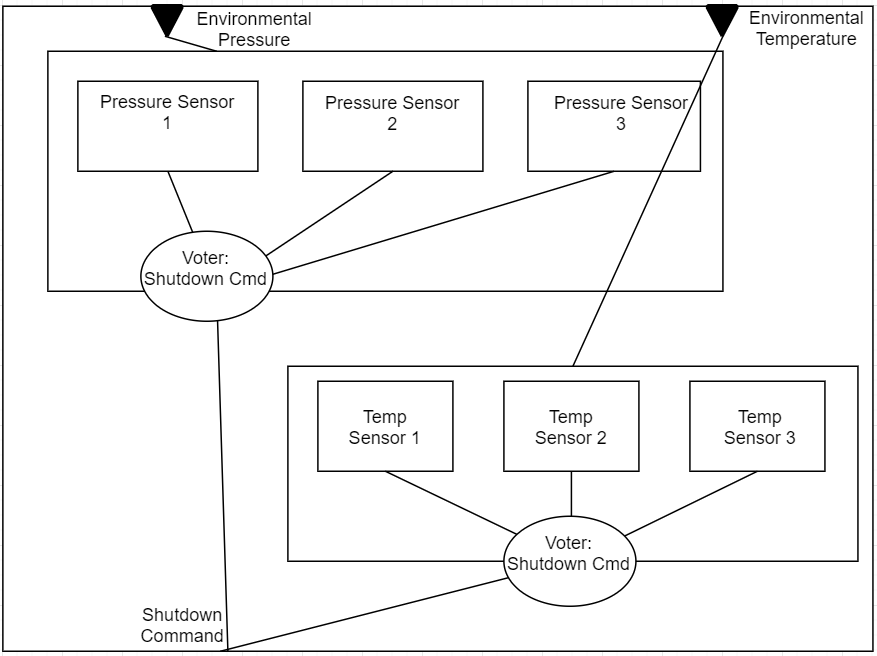 Environmental
Pressure
Environmental
Temperature
Pressure Sensor
1
Pressure Sensor
2
Pressure Sensor
3
Voter:
Shutdown Cmd
Temp
Sensor 1
Temp
Sensor 2
Temp
Sensor 3
Voter:
Shutdown Cmd
Shutdown
Command